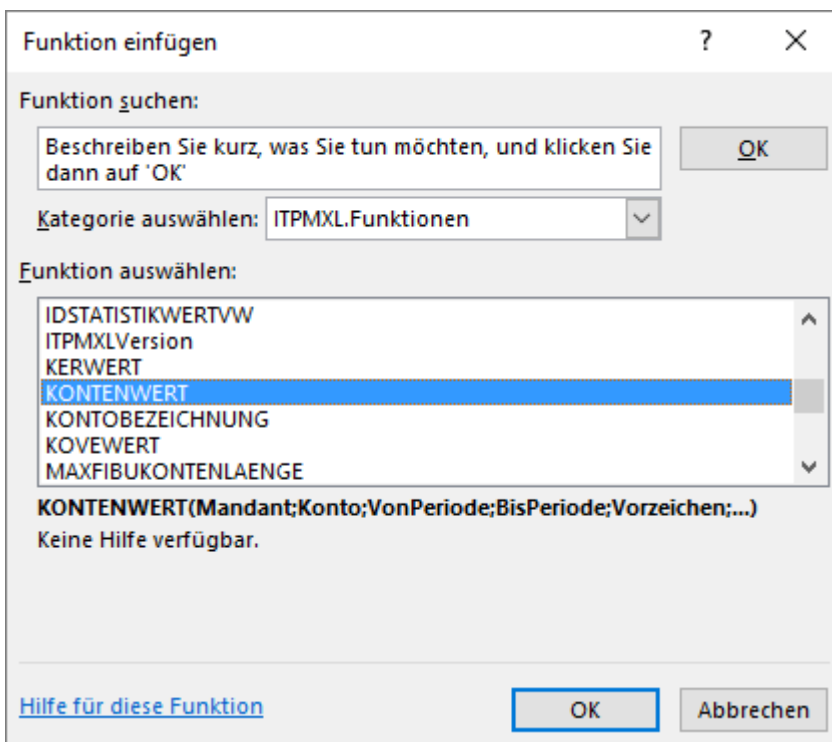 Funktion einfügen ?
Funktion suchen:
Beschreiben Sie kurz, was Sie tun möchten, und klicken Sie
dann auf 'OK'
OK
Kategorie auswählen: ITPMXL.Funktionen
Funktion auswählen:
IDSTATISTIKWERTVW
ITPMXLVersion
KERWERT
KONTENWERT
KONTOBEZEICHNUNG
KOVEWERT
MAXFIBUKONTENLAENGE
KONTENWERT(Mandant;Konto;VonPeriode;BisPeriode;Vorzeichen;...)
Keine Hilfe verfügbar.
Hilfe für diese Funktion OK Abbrechen